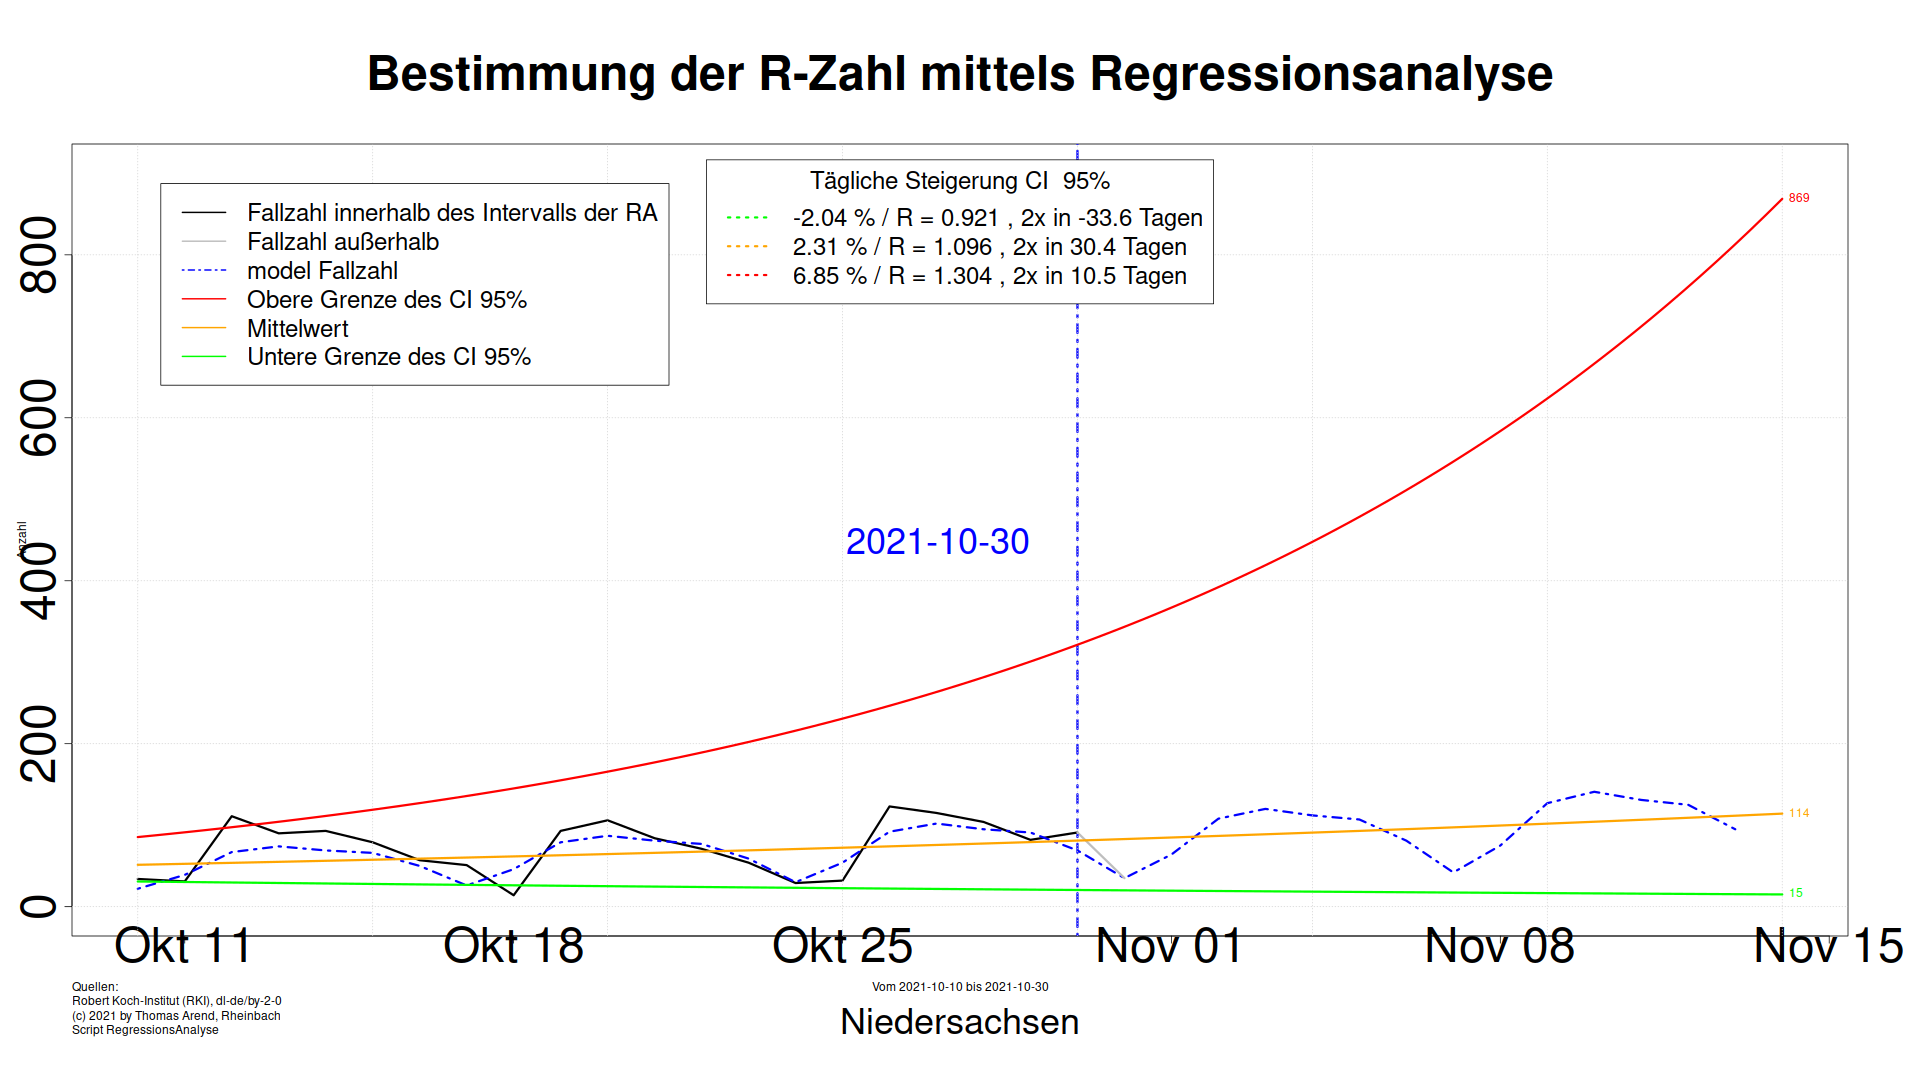 Bestimmung der R-Zahl mittels Regressionsanalyse
Fallzahl innerhalb des Intervalls der RA
Fallzahl außerhalb
model Fallzahl
Obere Grenze des CI 95%
Mittelwert
Untere Grenze des CI 95%
Tägliche Steigerung CI  95%
-2.04 % / R = 0.921 , 2x in -33.6 Tagen
2.31 % / R = 1.096 , 2x in 30.4 Tagen
6.85 % / R = 1.304 , 2x in 10.5 Tagen
869
800
600
2021-10-30
Anzahl
400
200
114
15
0
Okt 11
Okt 18
Okt 25
Nov 01
Nov 08
Nov 15
Quellen:
Robert Koch-Institut (RKI), dl-de/by-2-0
(c) 2021 by Thomas Arend, Rheinbach
Script RegressionsAnalyse
Vom 2021-10-10 bis 2021-10-30
Niedersachsen